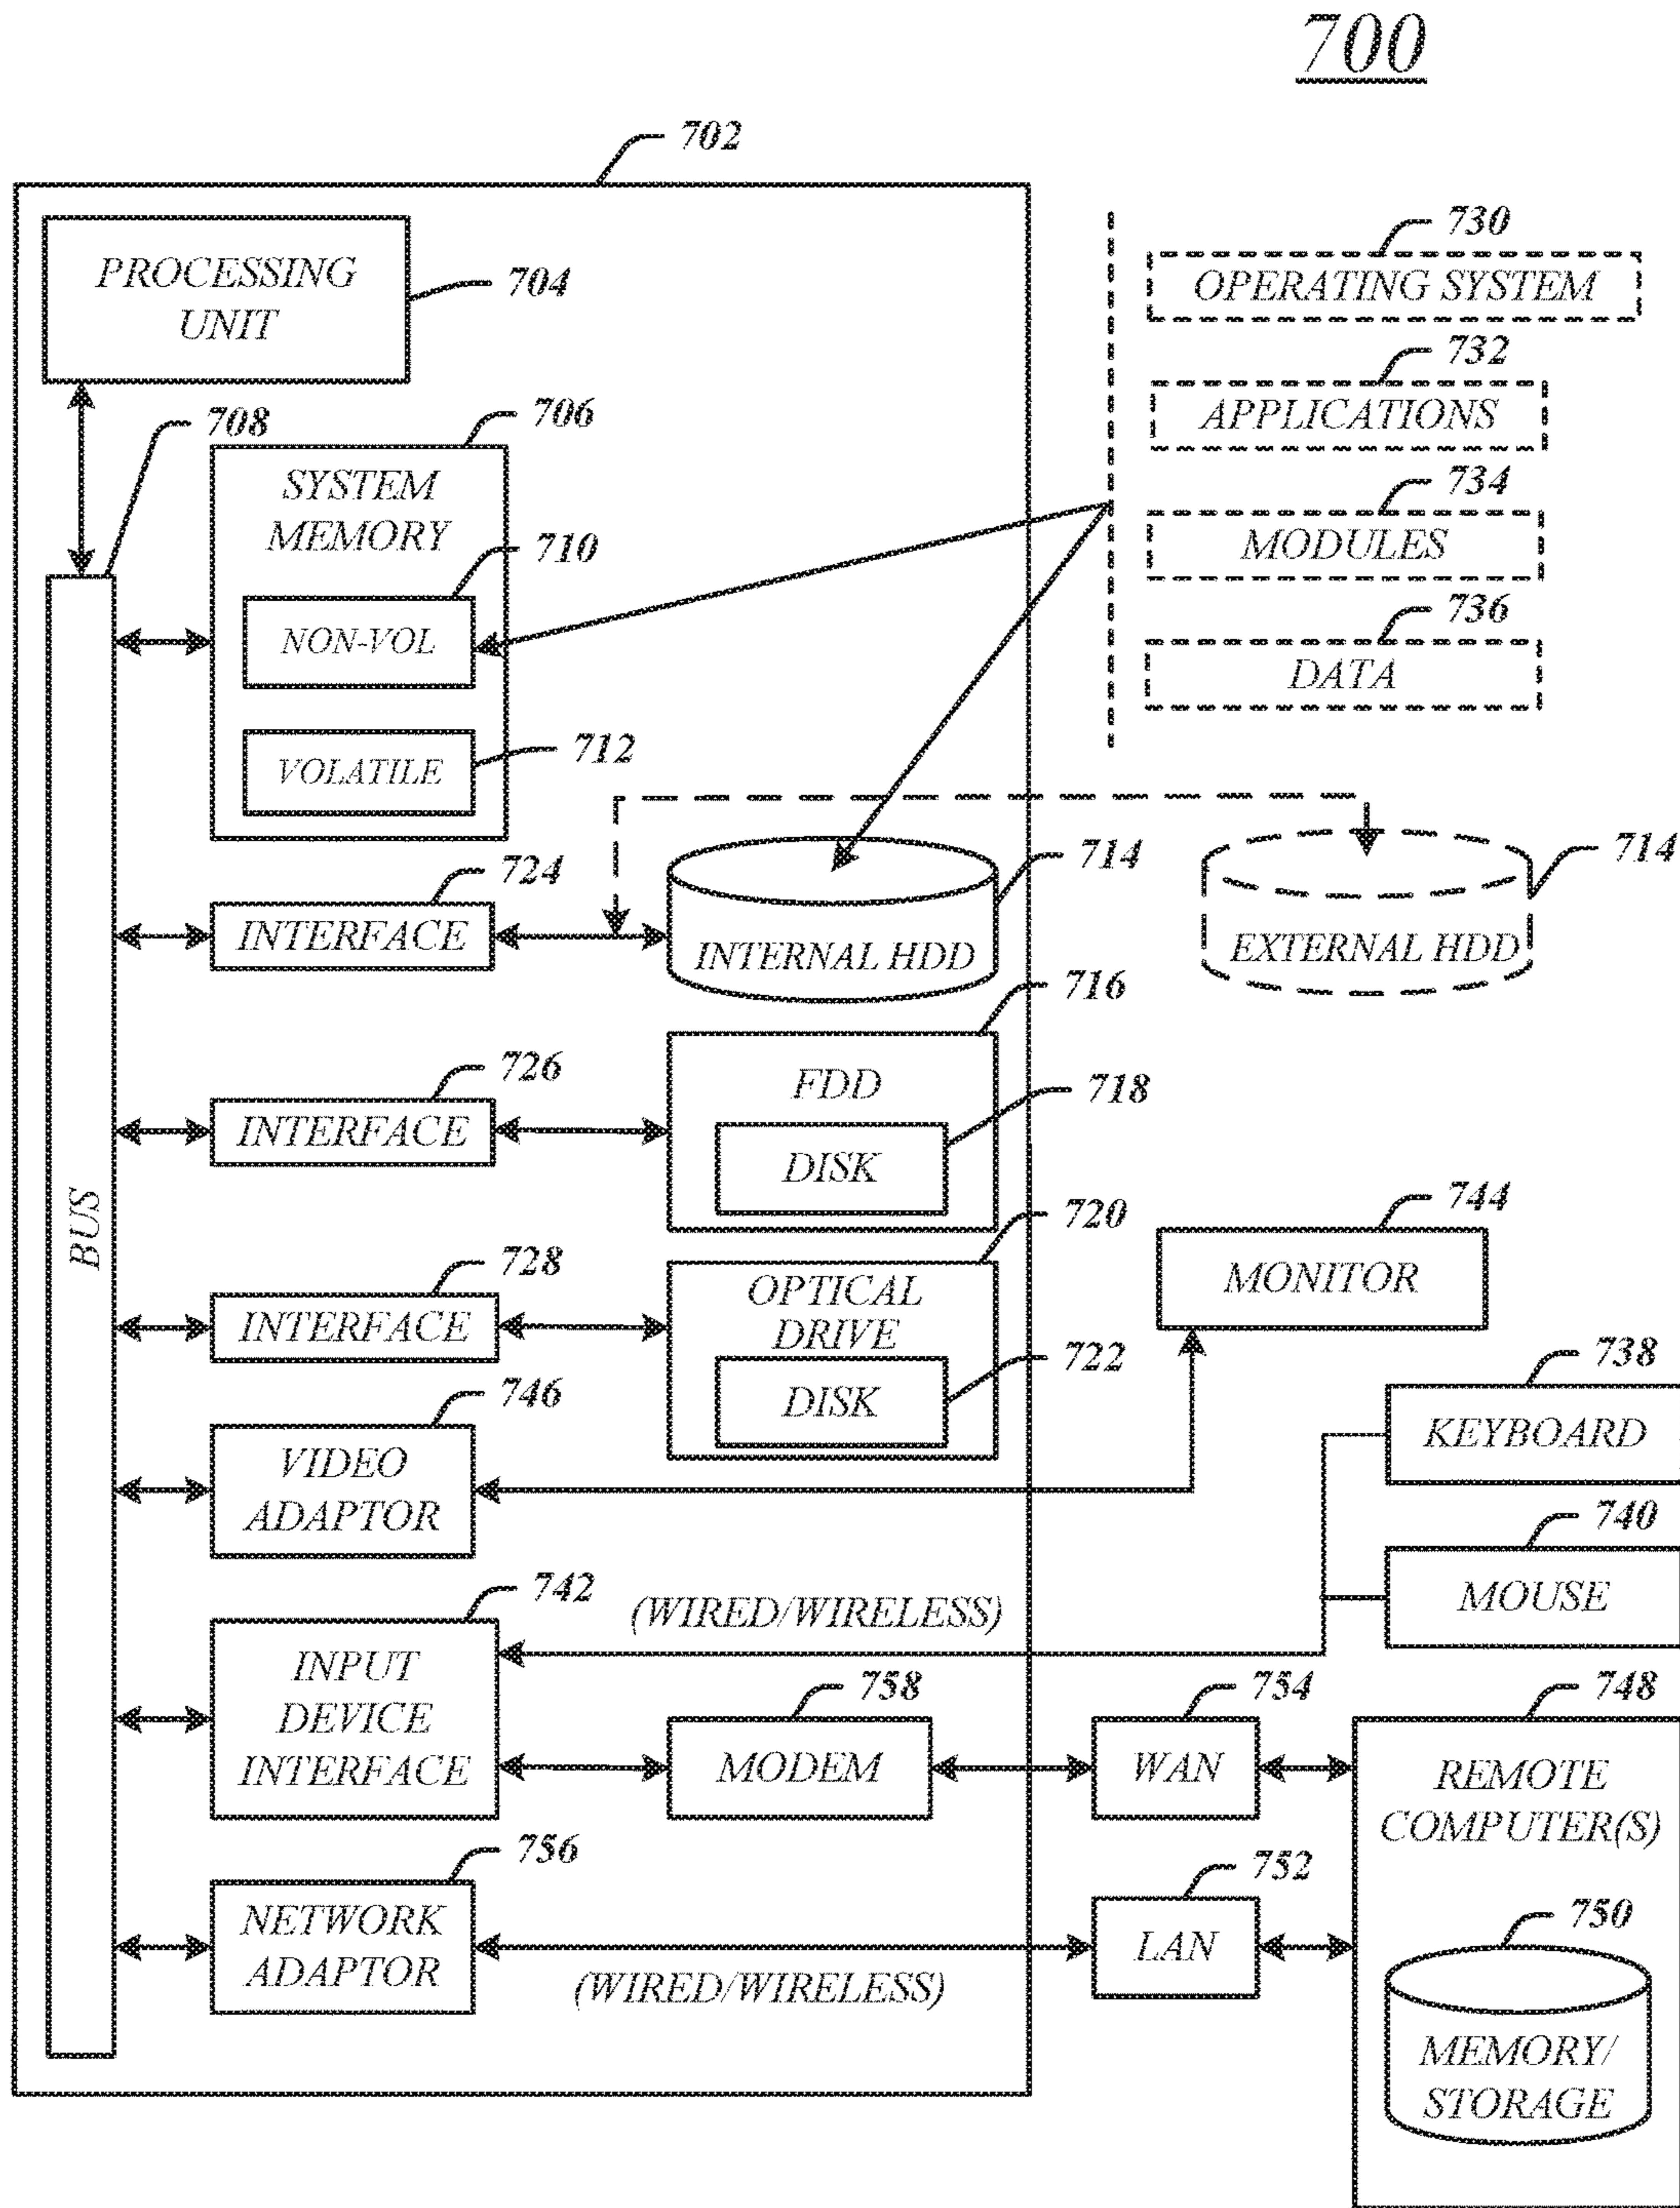 700
702
PROCESSING
UNIT
704
730
OPERATING SYSTEM
732
APPLICATIONS
734
MODULES
736
DATA
708
706
SYSTEM
MEMORY
710
NON-VOL
712
VOLATILE
724
INTERFACE
714
INTERNAL HDD
714
EXTERNAL HDD
716
FDD
718
DISK
726
INTERFACE
BUS
720
OPTICAL
DRIVE
722
DISK
728
INTERFACE
744
MONITOR
738
KEYBOARD
746
VIDEO
ADAPTOR
740
MOUSE
742
INPUT
DEVICE
INTERFACE
(WIRED/WIRELESS)
758
MODEM
754
WAN
748
REMOTE
COMPUTER(S)
756
NETWORK
ADAPTOR
(WIRED/WIRELESS)
752
LAN
750
MEMORY/
STORAGE